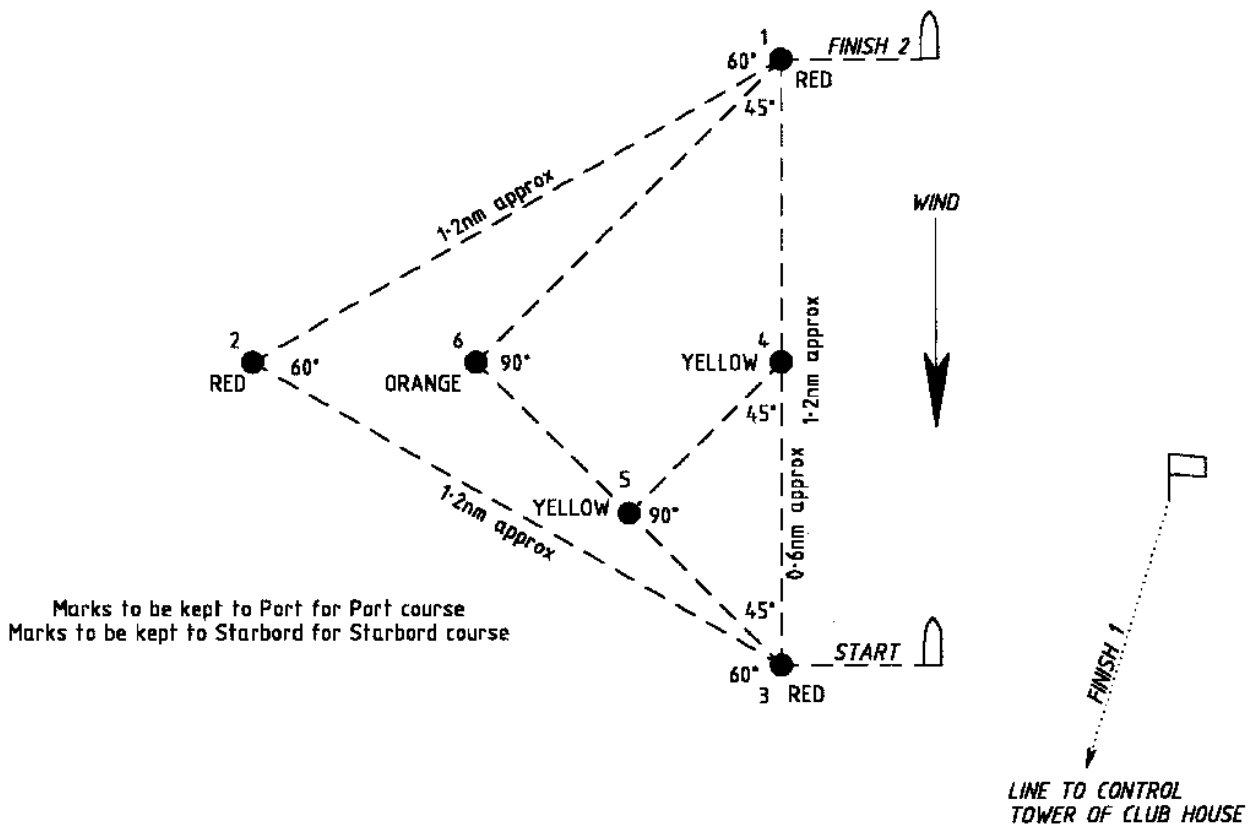 1
FINISH 2
60°
RED
45°
1·2nm approx
WIND
2
6
4
YELLOW
60°
90°
RED
ORANGE
1·2nm approx
45°
5
YELLOW
90°
0·6nm approx
1·2nm approx
Marks to be kept to Port for Port course
Marks to be kept to Starbord for Starbord course
45°
START
60°
3
RED
FINISH 1
LINE TO CONTROL
TOWER OF CLUB HOUSE